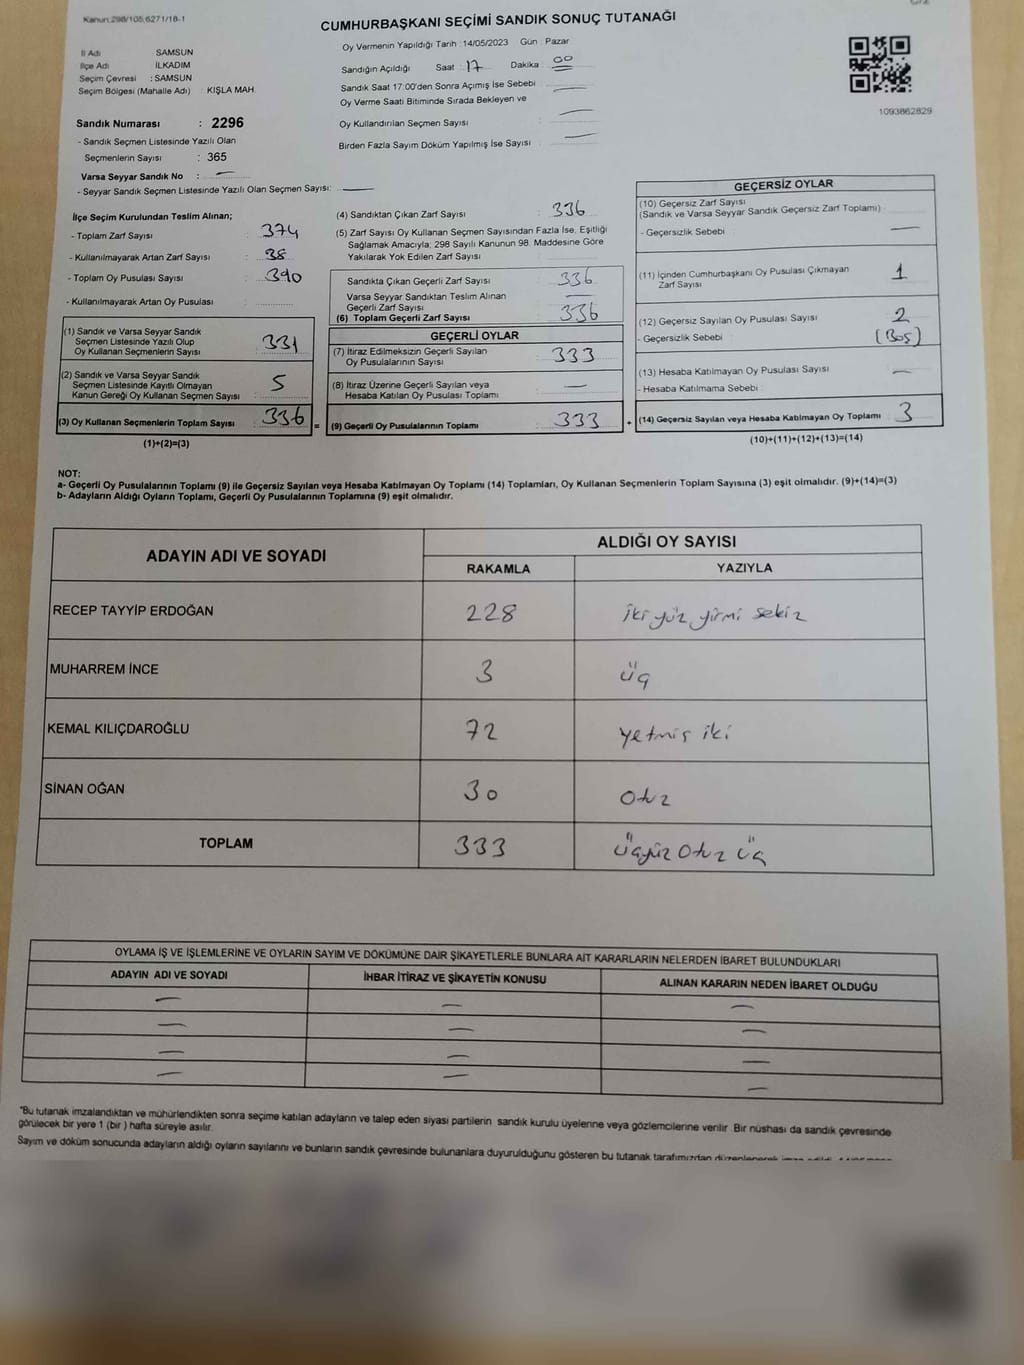 Kanun:298/105,6271/18-1
CUMHURBAŞKANI SEÇİMİ SANDIK SONUÇ TUTANAĞI
İl Adı SAMSUN
İlçe Adı İLKADIM
Seçim Çevresi : SAMSUN
Seçim Bölgesi (Mahalle Adı) : KIŞLA MAH.
Sandık Numarası : 2296
- Sandık Seçmen Listesinde Yazılı Olan
Seçmenlerin Sayısı : 365
Varsa Seyyar Sandık No : —
- Seyyar Sandık Seçmen Listesinde Yazılı Olan Seçmen Sayısı: —
Oy Vermenin Yapıldığı Tarih : 14/05/2023 Gün : Pazar
Sandığın Açıldığı Saat : 17 Dakika : 00
Sandık Saat 17:00'den Sonra Açımış İse Sebebi : —
Oy Verme Saati Bitiminde Sırada Bekleyen ve
Oy Kullandırılan Seçmen Sayısı : —
Birden Fazla Sayım Döküm Yapılmış İse Sayısı : —
1093862829
İlçe Seçim Kurulundan Teslim Alınan;
- Toplam Zarf Sayısı : 374
- Kullanılmayarak Artan Zarf Sayısı : 38
- Toplam Oy Pusulası Sayısı : 390
- Kullanılmayarak Artan Oy Pusulası :
(1) Sandık ve Varsa Seyyar Sandık
Seçmen Listesinde Yazılı Olup
Oy Kullanan Seçmenlerin Sayısı : 331
(2) Sandık ve Varsa Seyyar Sandık
Seçmen Listesinde Kayıtlı Olmayan
Kanun Gereği Oy Kullanan Seçmen Sayısı : 5
(3) Oy Kullanan Seçmenlerin Toplam Sayısı : 336 =
(1)+(2)=(3)
(4) Sandıktan Çıkan Zarf Sayısı : 336
(5) Zarf Sayısı Oy Kullanan Seçmen Sayısından Fazla İse, Eşitliği
Sağlamak Amacıyla; 298 Sayılı Kanunun 98. Maddesine Göre
Yakılarak Yok Edilen Zarf Sayısı :
Sandıkta Çıkan Geçerli Zarf Sayısı : 336
Varsa Seyyar Sandıktan Teslim Alınan
Geçerli Zarf Sayısı : —
(6) Toplam Geçerli Zarf Sayısı : 336
GEÇERLİ OYLAR
(7) İtiraz Edilmeksizin Geçerli Sayılan
Oy Pusulalarının Sayısı : 333
(8) İtiraz Üzerine Geçerli Sayılan veya
Hesaba Katılan Oy Pusulası Toplamı : —
(9) Geçerli Oy Pusulalarının Toplamı : 333 +
GEÇERSİZ OYLAR
(10) Geçersiz Zarf Sayısı
(Sandık ve Varsa Seyyar Sandık Geçersiz Zarf Toplamı) :
- Geçersizlik Sebebi : —
(11) İçinden Cumhurbaşkanı Oy Pusulası Çıkmayan
Zarf Sayısı : 1
(12) Geçersiz Sayılan Oy Pusulası Sayısı : 2
- Geçersizlik Sebebi : (Boş)
(13) Hesaba Katılmayan Oy Pusulası Sayısı : —
- Hesaba Katılmama Sebebi :
(14) Geçersiz Sayılan veya Hesaba Katılmayan Oy Toplamı : 3
(10)+(11)+(12)+(13)=(14)
NOT:
a- Geçerli Oy Pusulalarının Toplamı (9) ile Geçersiz Sayılan veya Hesaba Katılmayan Oy Toplamı (14) Toplamları, Oy Kullanan Seçmenlerin Toplam Sayısına (3) eşit olmalıdır. (9)+(14)=(3)
b- Adayların Aldığı Oyların Toplamı, Geçerli Oy Pusulalarının Toplamına (9) eşit olmalıdır.
ADAYIN ADI VE SOYADI ALDIĞI OY SAYISI
RAKAMLA YAZIYLA
RECEP TAYYİP ERDOĞAN 228 iki yüz yirmi sekiz
MUHARREM İNCE 3 üç
KEMAL KILIÇDAROĞLU 72 yetmiş iki
SİNAN OĞAN 30 otuz
TOPLAM 333 üçyüz otuz üç
OYLAMA İŞ VE İŞLEMLERİNE VE OYLARIN SAYIM VE DÖKÜMÜNE DAİR ŞİKAYETLERLE BUNLARA AİT KARARLARIN NELERDEN İBARET BULUNDUKLARI
ADAYIN ADI VE SOYADI İHBAR İTİRAZ VE ŞİKAYETİN KONUSU ALINAN KARARIN NEDEN İBARET OLDUĞU
— — —
— — —
— — —
— — —
"Bu tutanak imzalandıktan ve mühürlendikten sonra seçime katılan adayların ve talep eden siyasi partilerin sandık kurulu üyelerine veya gözlemcilerine verilir. Bir nüshası da sandık çevresinde
görülecek bir yere 1 (bir ) hafta süreyle asılır.
Sayım ve döküm sonucunda adayların aldığı oyların sayılarını ve bunların sandık çevresinde bulunanlara duyurulduğunu gösteren bu tutanak tarafımızdan düzenlenerek